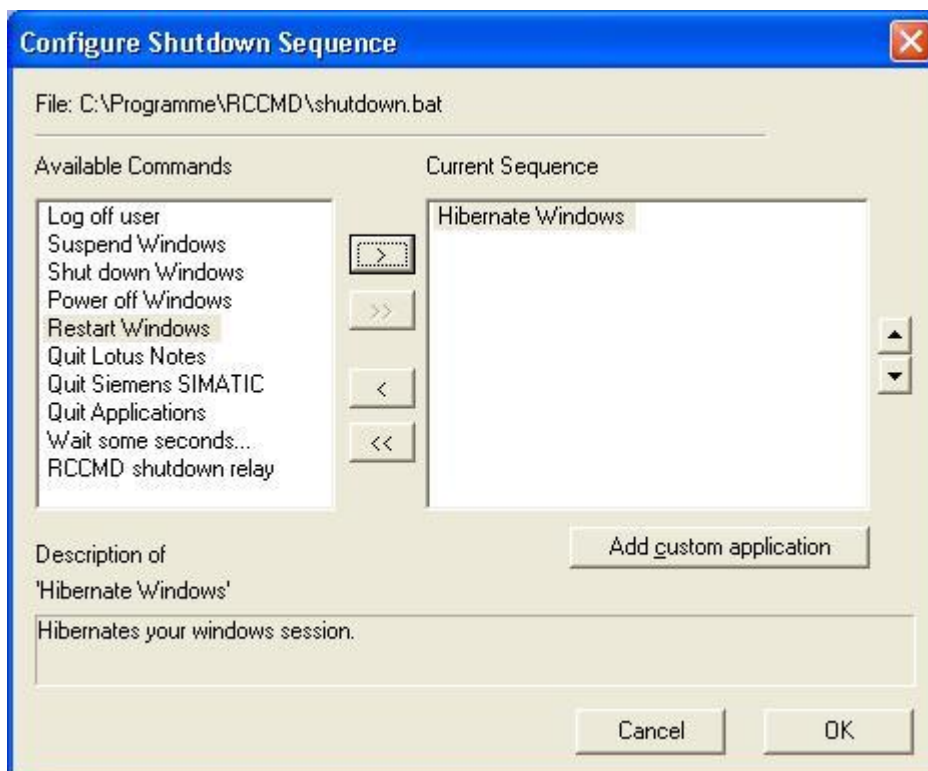 Configure Shutdown Sequence
File: C:\Programme\RCCMD\shutdown.bat
Available Commands
Log off user
Suspend Windows
Shut down Windows
Power off Windows
Restart Windows
Quit Lotus Notes
Quit Siemens SIMATIC
Quit Applications
Wait some seconds...
RCCMD shutdown relay
>
>>
<
<<
Current Sequence
Hibernate Windows
Add custom application
Description of
'Hibernate Windows'
Hibernates your windows session.
Cancel
OK